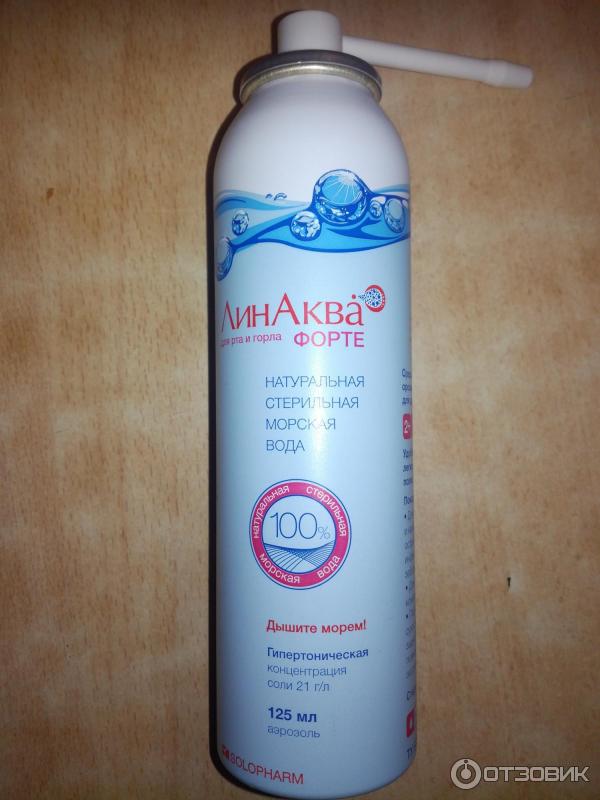 ЛинАква
для рта и горла ФОРТЕ
НАТУРАЛЬНАЯ
СТЕРИЛЬНАЯ
МОРСКАЯ
ВОДА
натуральная стерильная
100%
морская вода
Дышите морем!
Гипертоническая
концентрация
соли 21 г/л
125 мл
аэрозоль
SOLOPHARM
ОТЗОВИК